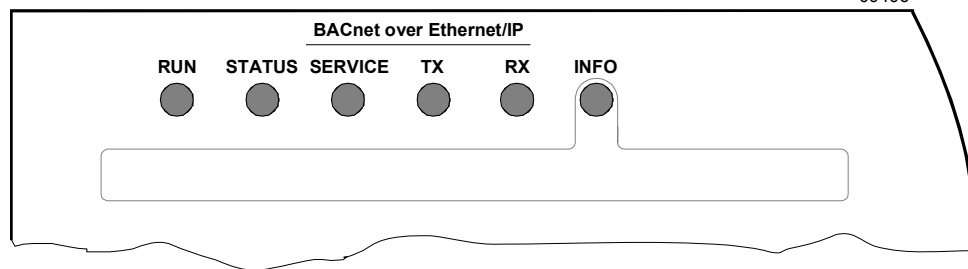 BACnet over Ethernet/IP
RUN STATUS SERVICE TX RX INFO